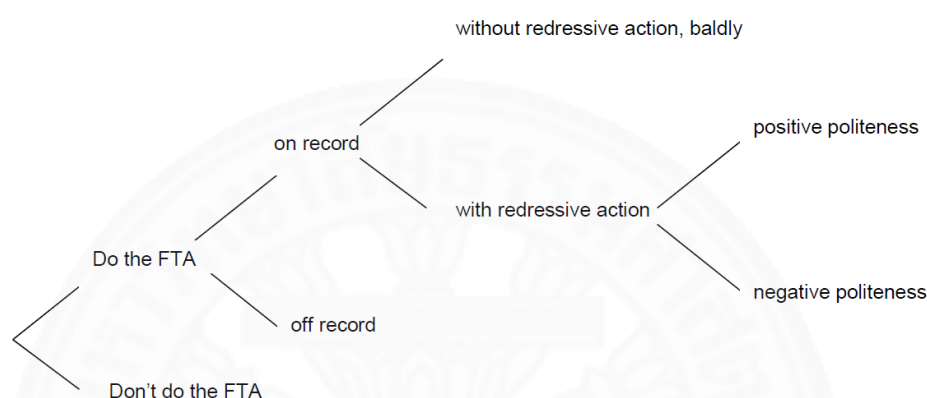 without redressive action, baldly
positive politeness
on record
with redressive action
Do the FTA
negative politeness
off record
Don't do the FTA